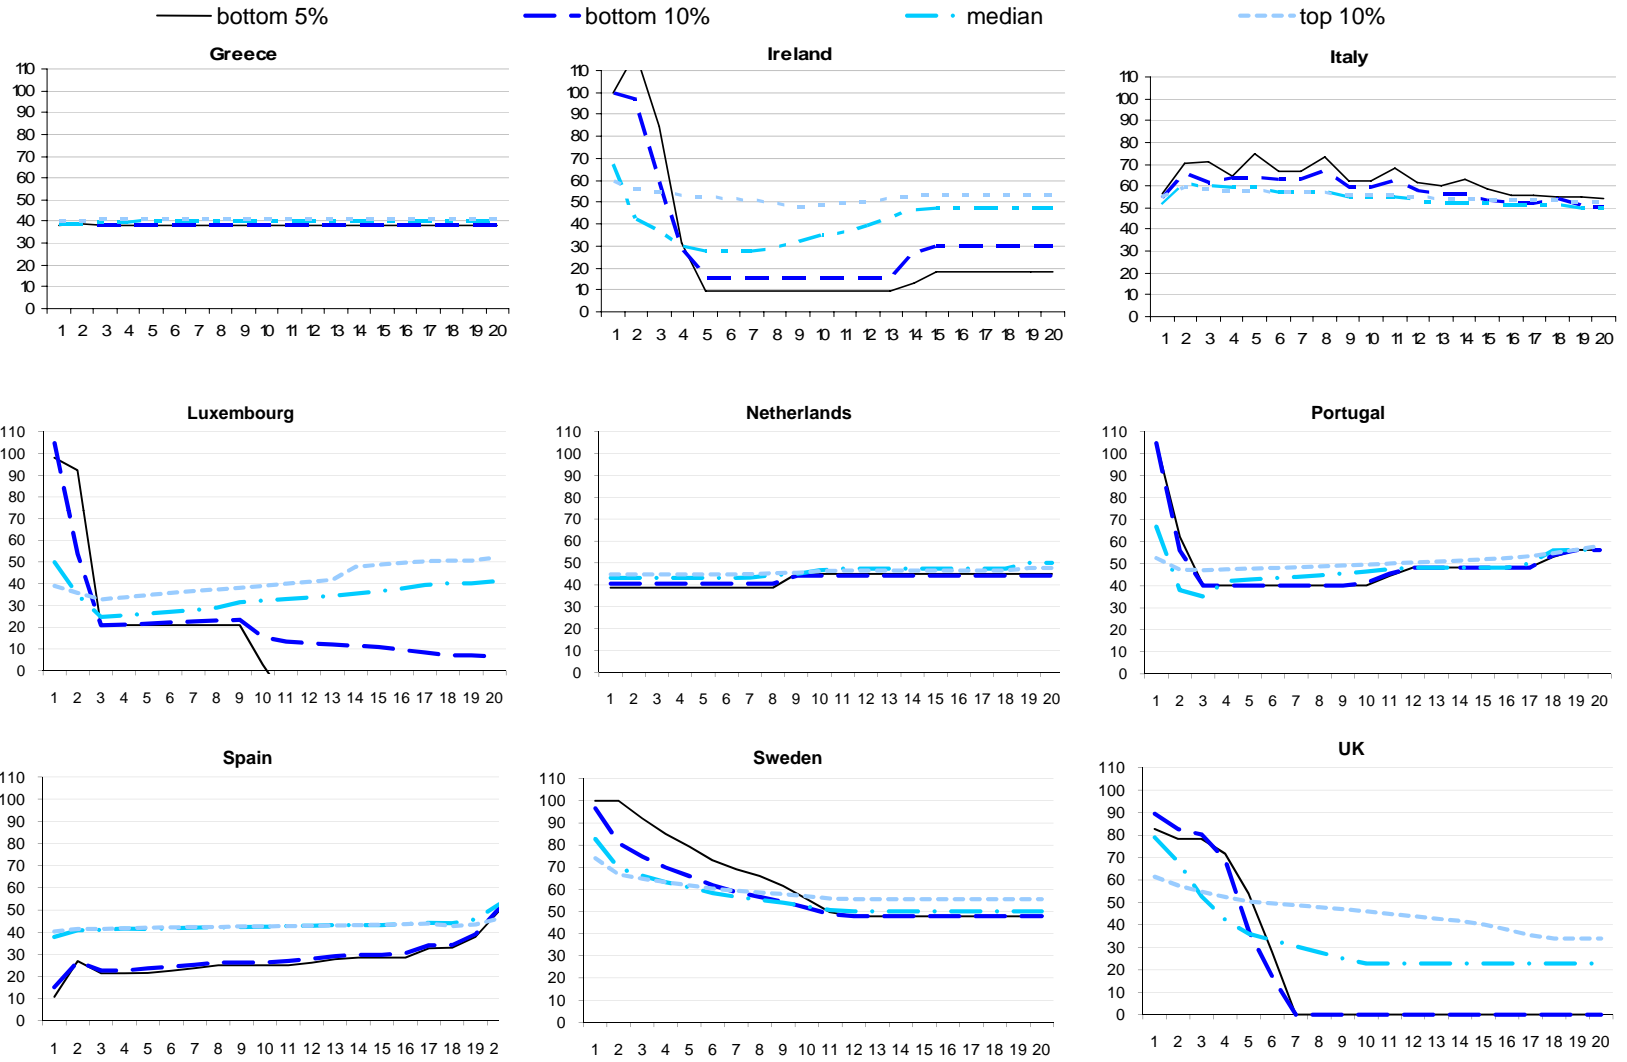 bottom 5% bottom 10% median top 10%
Greece Ireland Italy
110 110 110
100 100 100
90 90 90
80 80 80
70 70 70
60 60 60
50 50 50
40 40 40
30 30 30
20 20 20
10 10 10
0 0 0
1 2 3 4 5 6 7 8 9 10 11 12 13 14 15 16 17 18 19 20
1 2 3 4 5 6 7 8 9 10 11 12 13 14 15 16 17 18 19 20
1 2 3 4 5 6 7 8 9 10 11 12 13 14 15 16 17 18 19 20
Luxembourg Netherlands Portugal
110 110 110
100 100 100
90 90 90
80 80 80
70 70 70
60 60 60
50 50 50
40 40 40
30 30 30
20 20 20
10 10 10
0 0 0
1 2 3 4 5 6 7 8 9 10 11 12 13 14 15 16 17 18 19 20
1 2 3 4 5 6 7 8 9 10 11 12 13 14 15 16 17 18 19 20
1 2 3 4 5 6 7 8 9 10 11 12 13 14 15 16 17 18 19 20
Spain Sweden UK
110 110 110
100 100 100
90 90 90
80 80 80
70 70 70
60 60 60
50 50 50
40 40 40
30 30 30
20 20 20
10 10 10
0 0 0
1 2 3 4 5 6 7 8 9 10 11 12 13 14 15 16 17 18 19 2
1 2 3 4 5 6 7 8 9 10 11 12 13 14 15 16 17 18 19 20
1 2 3 4 5 6 7 8 9 10 11 12 13 14 15 16 17 18 19 20